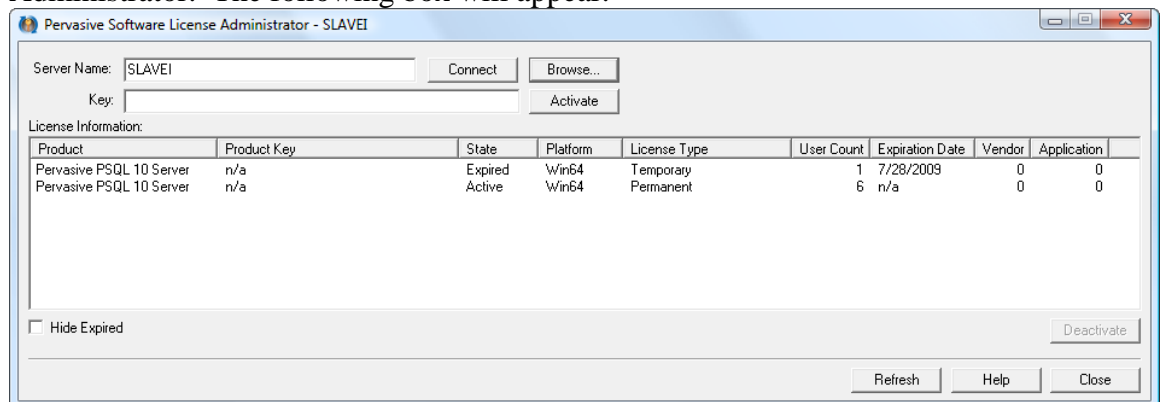 Administrator. The following box will appear.
Pervasive Software License Administrator - SLAVEI
Server Name: SLAVEI Connect Browse...
Key: Activate
License Information:
Product Product Key State Platform License Type User Count Expiration Date Vendor Application
Pervasive PSQL 10 Server n/a Expired Win64 Temporary 1 7/28/2009 0 0
Pervasive PSQL 10 Server n/a Active Win64 Permanent 6 n/a 0 0
Hide Expired Deactivate
Refresh Help Close